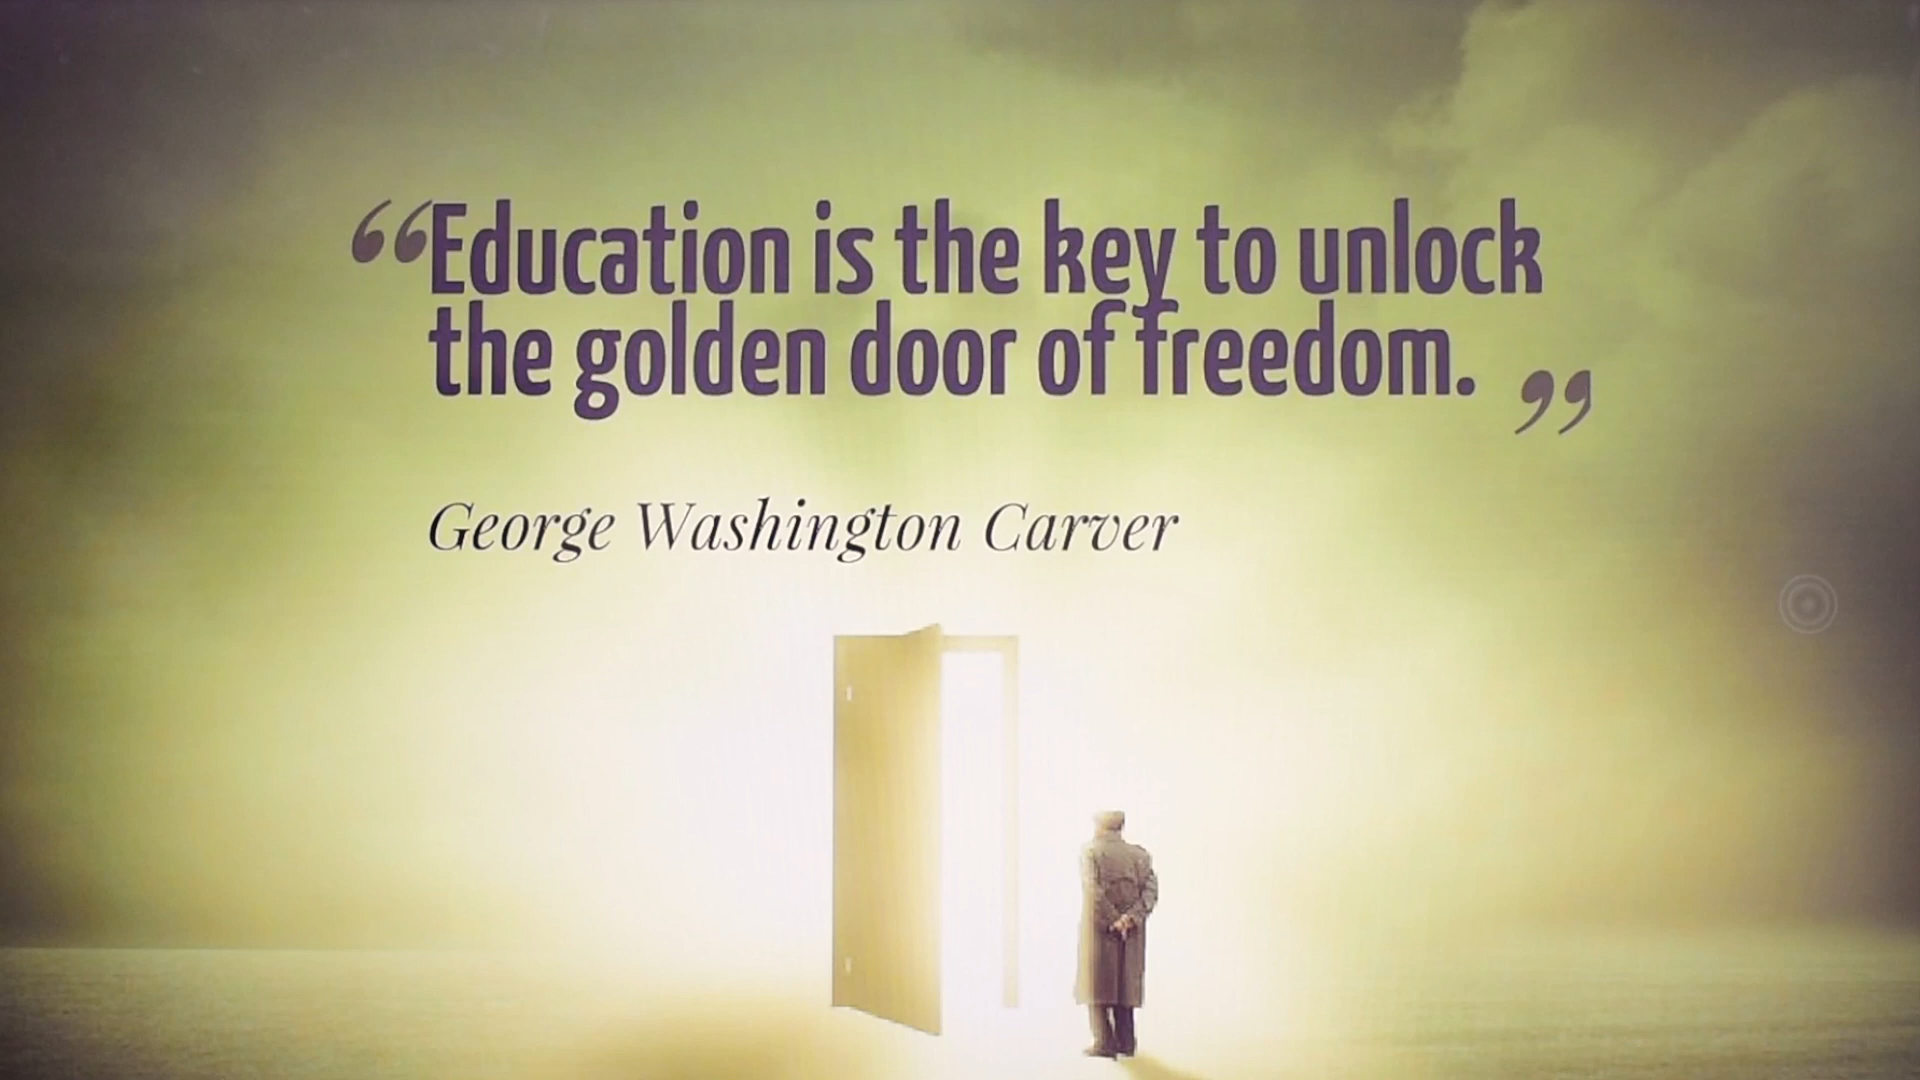 “Education is the key to unlock
the golden door of freedom.”
George Washington Carver